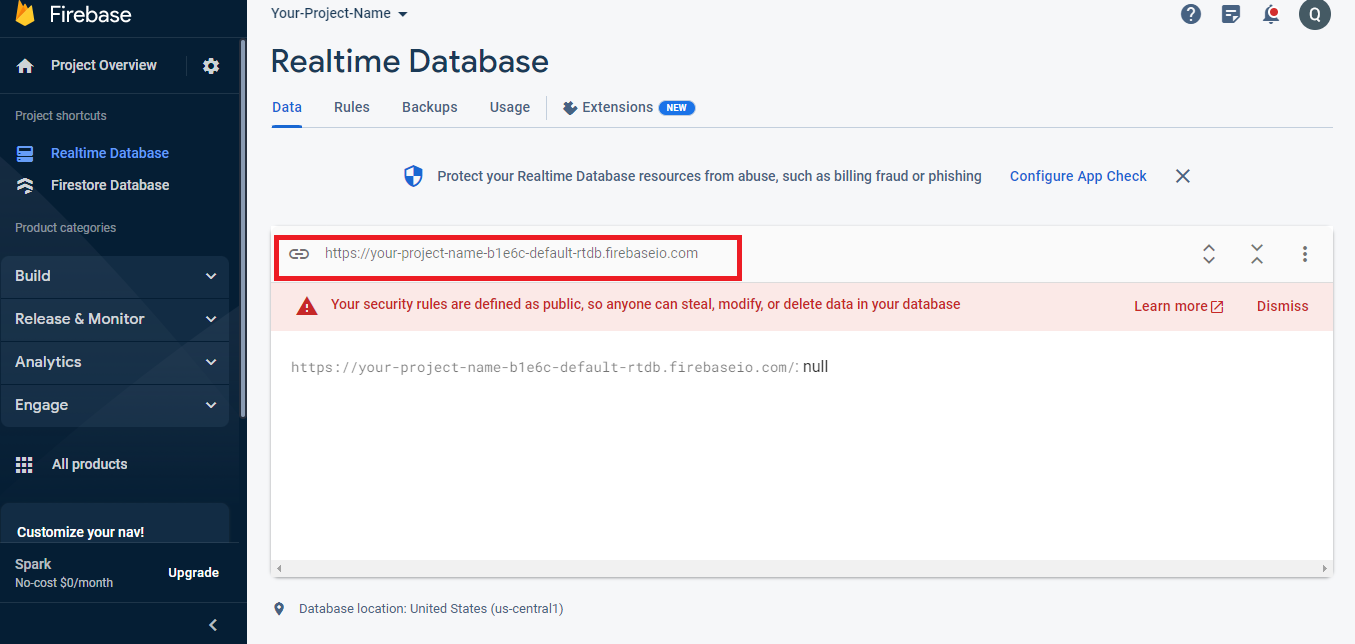 Firebase
Project Overview
Project shortcuts
Realtime Database
Firestore Database
Product categories
Build
Release & Monitor
Analytics
Engage
All products
Customize your nav!
Spark
No-cost $0/month
Upgrade
Your-Project-Name
Q
Realtime Database
Data Rules Backups Usage Extensions NEW
Protect your Realtime Database resources from abuse, such as billing fraud or phishing Configure App Check
https://your-project-name-b1e6c-default-rtdb.firebaseio.com
Your security rules are defined as public, so anyone can steal, modify, or delete data in your database Learn more Dismiss
https://your-project-name-b1e6c-default-rtdb.firebaseio.com/: null
Database location: United States (us-central1)